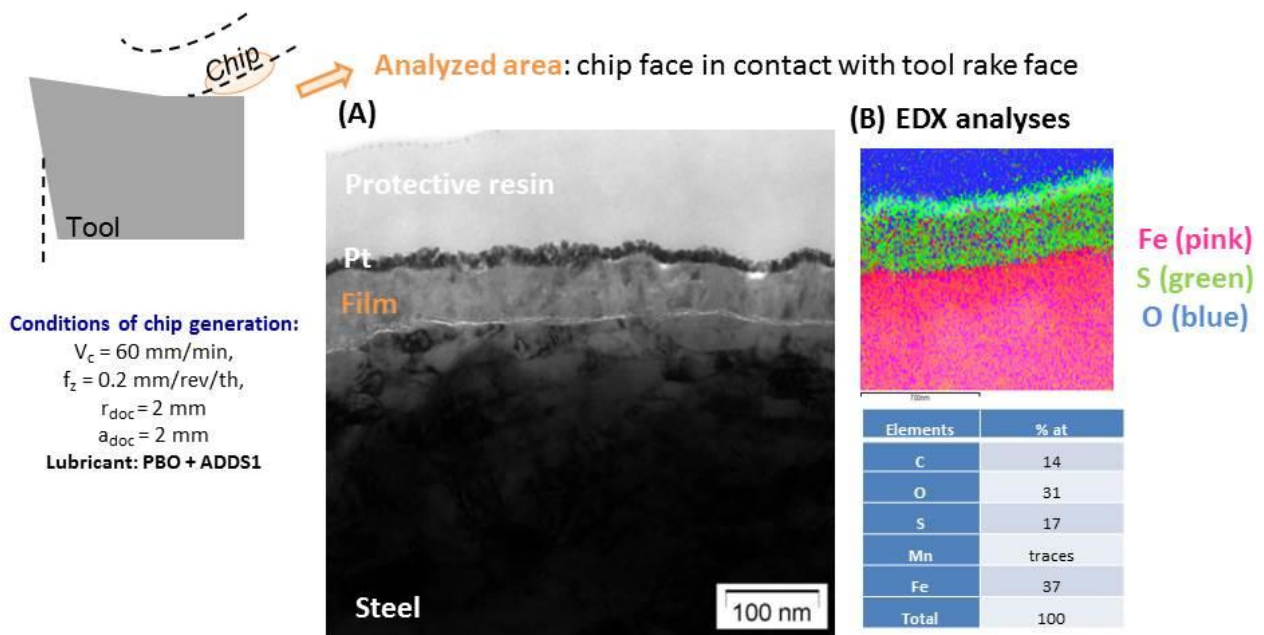 Chip
Tool
Analyzed area: chip face in contact with tool rake face
Conditions of chip generation:
Vc = 60 mm/min,
fz = 0.2 mm/rev/th,
rdoc = 2 mm
adoc = 2 mm
Lubricant: PBO + ADDS1
(A)
Protective resin
Pt
Film
Steel
100 nm
(B) EDX analyses
Fe (pink)
S (green)
O (blue)
Elements % at
C 14
O 31
S 17
Mn traces
Fe 37
Total 100